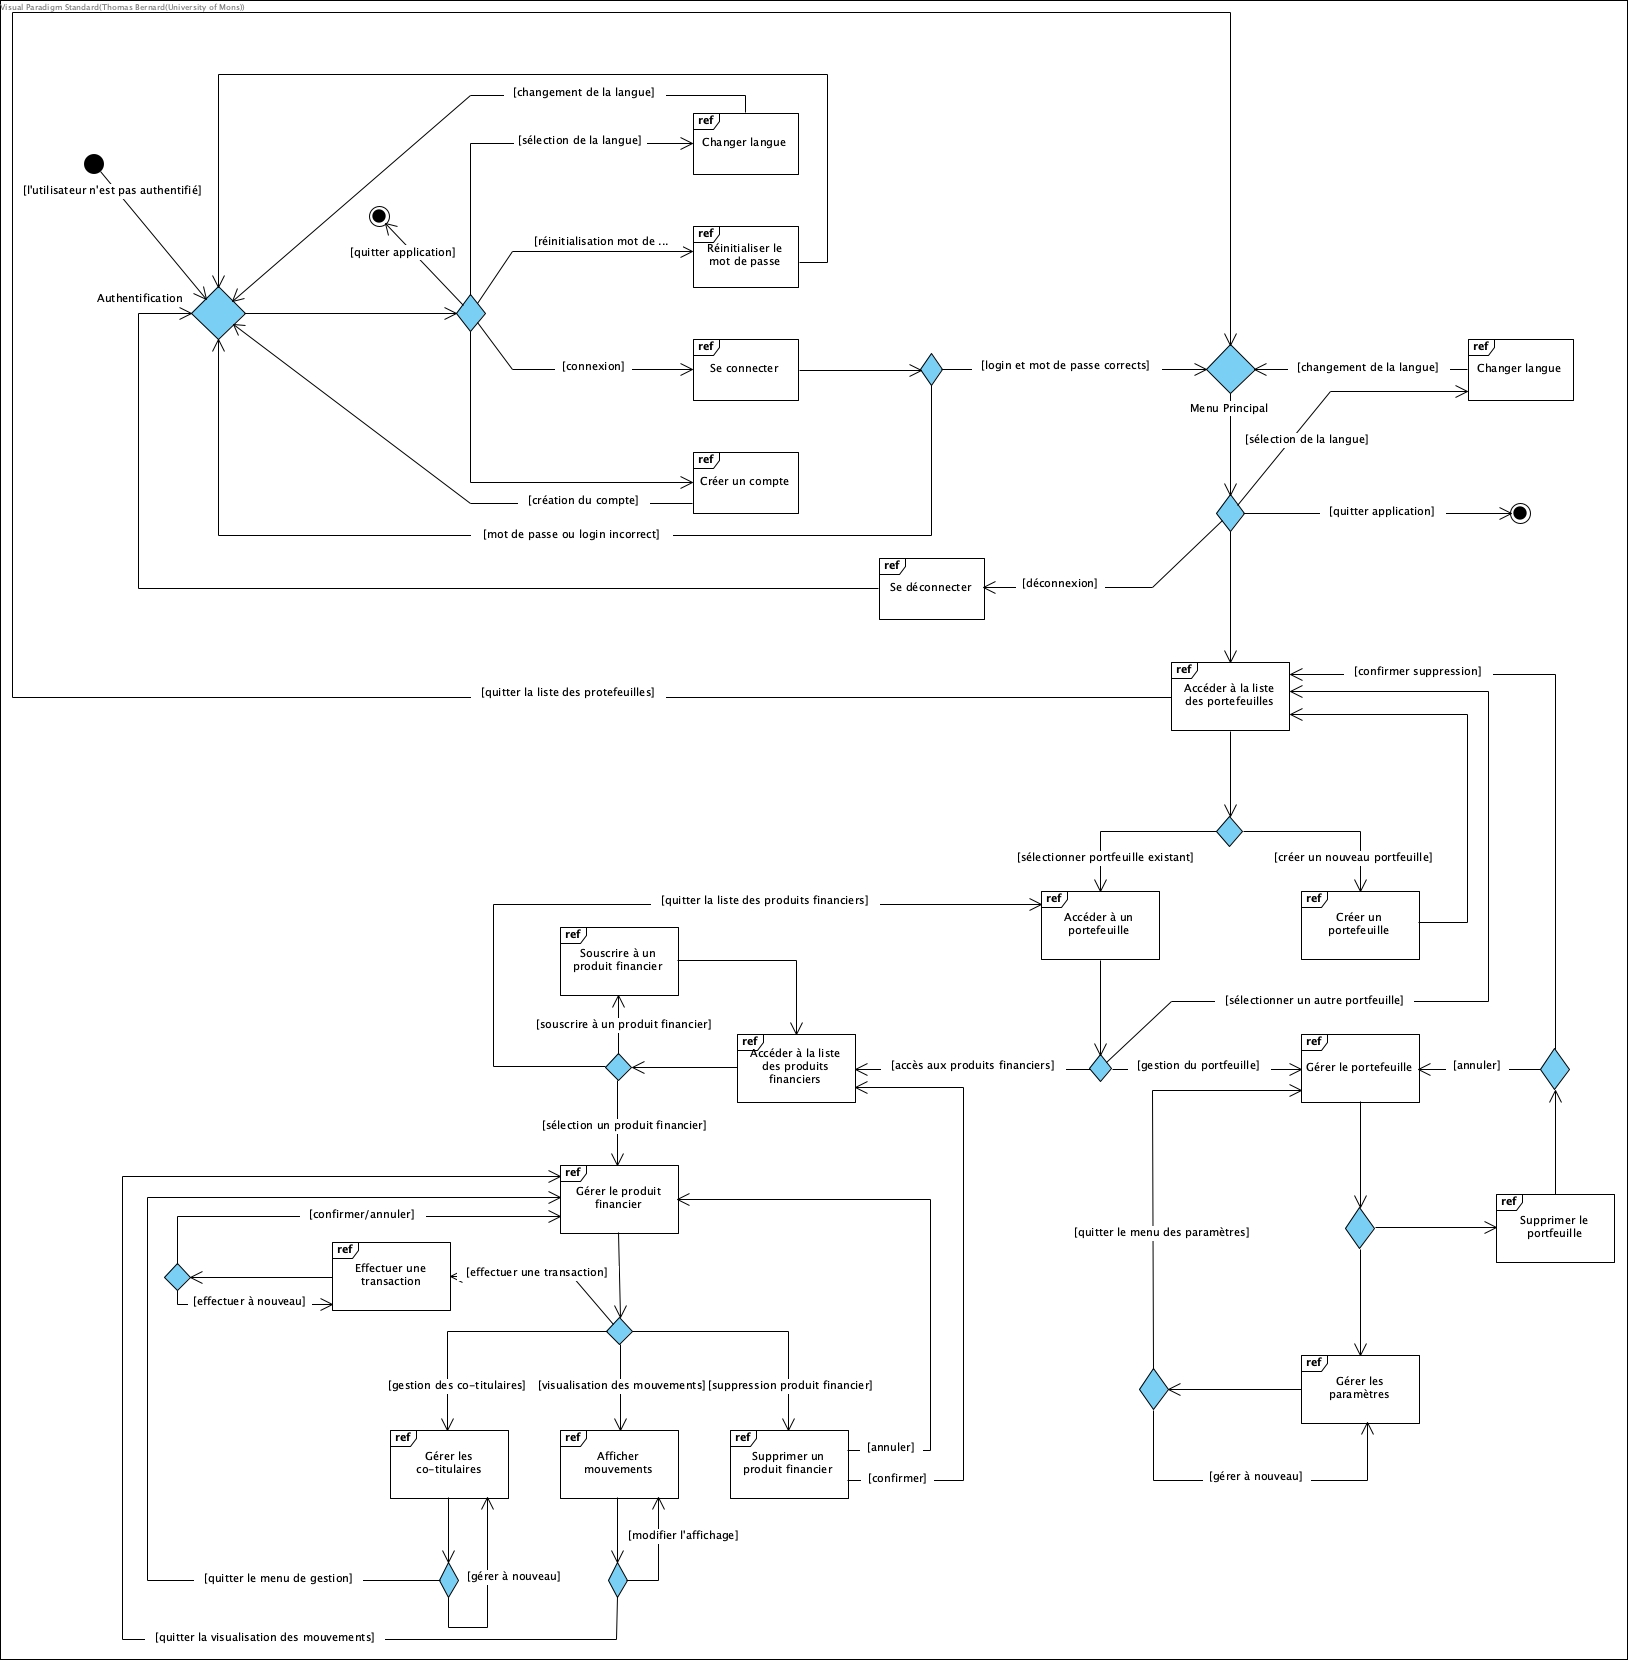 Visual Paradigm Standard(Thomas Bernard(University of Mons))
[changement de la langue]
ref
Changer langue
[sélection de la langue]
[l'utilisateur n'est pas authentifié]
[quitter application]
[réinitialisation mot de ...
ref
Réinitialiser le
mot de passe
Authentification
[connexion]
ref
Se connecter
[login et mot de passe corrects]
Menu Principal
[changement de la langue]
ref
Changer langue
[sélection de la langue]
ref
Créer un compte
[création du compte]
[mot de passe ou login incorrect]
[quitter application]
ref
Se déconnecter
[déconnexion]
[quitter la liste des protefeuilles]
ref
Accéder à la liste
des portefeuilles
[confirmer suppression]
[sélectionner portfeuille existant]
[créer un nouveau portfeuille]
[quitter la liste des produits financiers]
ref
Accéder à un
portefeuille
ref
Créer un
portefeuille
ref
Souscrire à un
produit financier
[sélectionner un autre portfeuille]
[souscrire à un produit financier]
ref
Accéder à la liste
des produits
financiers
[accès aux produits financiers]
[gestion du portfeuille]
ref
Gérer le portefeuille
[annuler]
[sélection un produit financier]
ref
Gérer le produit
financier
[confirmer/annuler]
ref
Supprimer le
portfeuille
[quitter le menu des paramètres]
ref
Effectuer une
transaction
[effectuer une transaction]
[effectuer à nouveau]
[gestion des co-titulaires]
[visualisation des mouvements]
[suppression produit financier]
ref
Gérer les
paramètres
ref
Gérer les
co-titulaires
ref
Afficher
mouvements
ref
Supprimer un
produit financier
[annuler]
[confirmer]
[gérer à nouveau]
[modifier l'affichage]
[quitter le menu de gestion]
[gérer à nouveau]
[quitter la visualisation des mouvements]